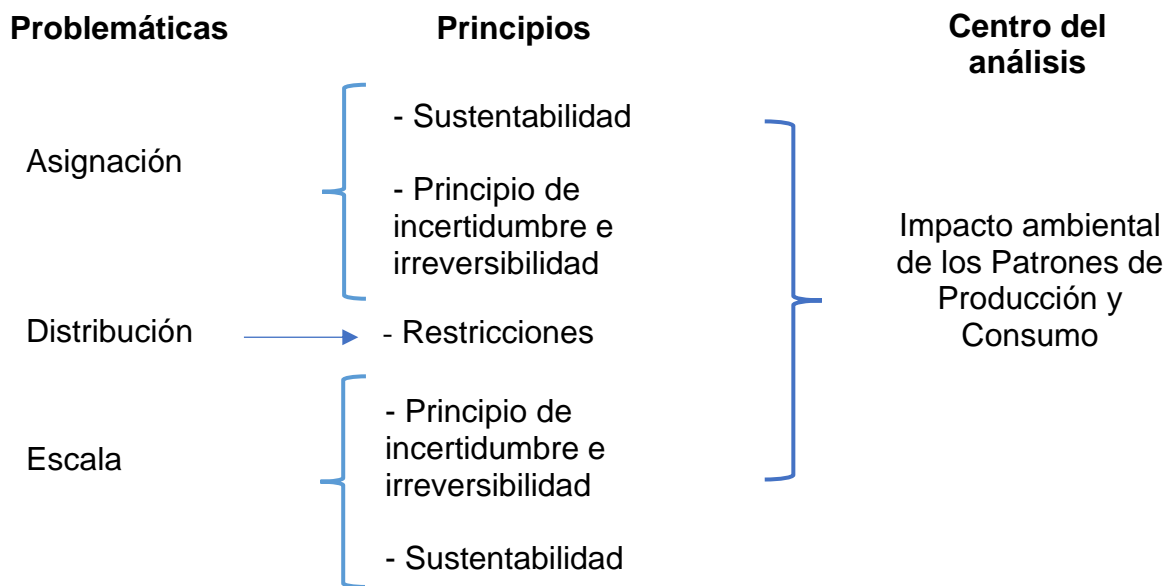 Problemáticas
Principios
Centro del
análisis
Asignación
- Sustentabilidad
- Principio de
incertidumbre e
irreversibilidad
Distribución
- Restricciones
Escala
- Principio de
incertidumbre e
irreversibilidad
- Sustentabilidad
Impacto ambiental
de los Patrones de
Producción y
Consumo